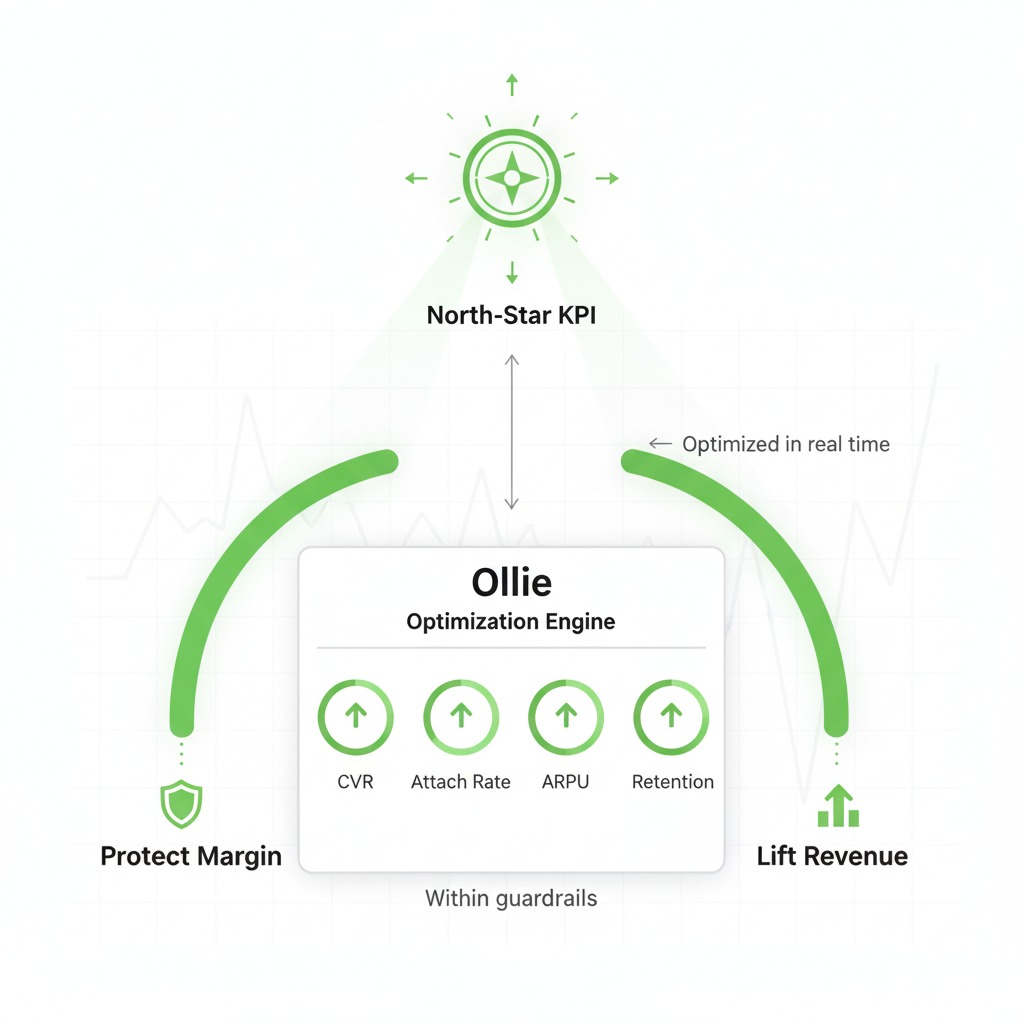 North-Star KPI
← Optimized in real time
Ollie
Optimization Engine
CVR
Attach Rate
ARPU
Retention
Protect Margin
Lift Revenue
Within guardrails